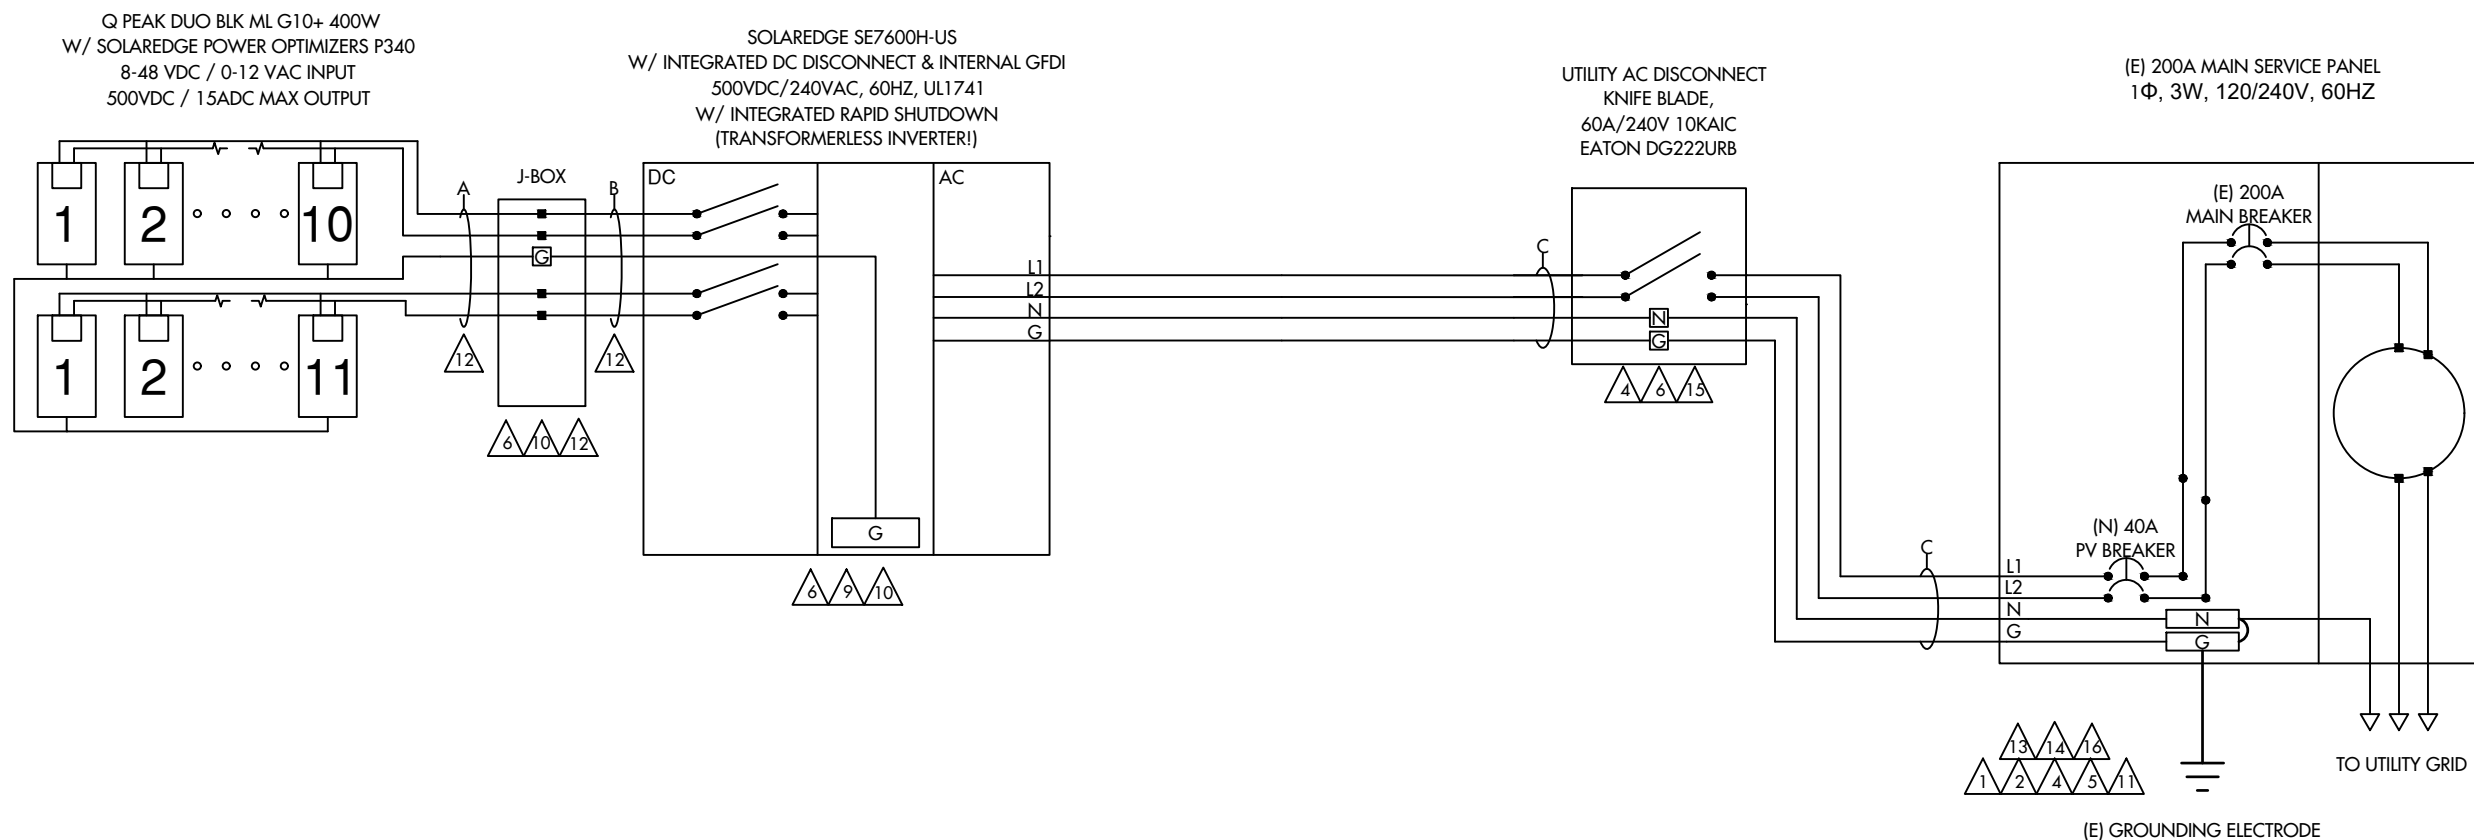 Q PEAK DUO BLK ML G10+ 400W
W/ SOLAREDGE POWER OPTIMIZERS P340
8-48 VDC / 0-12 VAC INPUT
500VDC / 15ADC MAX OUTPUT
SOLAREDGE SE7600H-US
W/ INTEGRATED DC DISCONNECT & INTERNAL GFDI
500VDC/240VAC, 60HZ, UL1741
W/ INTEGRATED RAPID SHUTDOWN
(TRANSFORMERLESS INVERTER!)
UTILITY AC DISCONNECT
KNIFE BLADE,
60A/240V 10KAIC
EATON DG222URB
(E) 200A MAIN SERVICE PANEL
1Φ, 3W, 120/240V, 60HZ
1 2 10
1 2 11
A
J-BOX
B
G
12
12
6 10 12
DC
AC
L1
L2
N
G
G
6 9 10
C
N
G
4 6 15
(E) 200A
MAIN BREAKER
(N) 40A
PV BREAKER
C
L1
L2
N
G
N
G
13 14 16
1 2 4 5 11
TO UTILITY GRID
(E) GROUNDING ELECTRODE